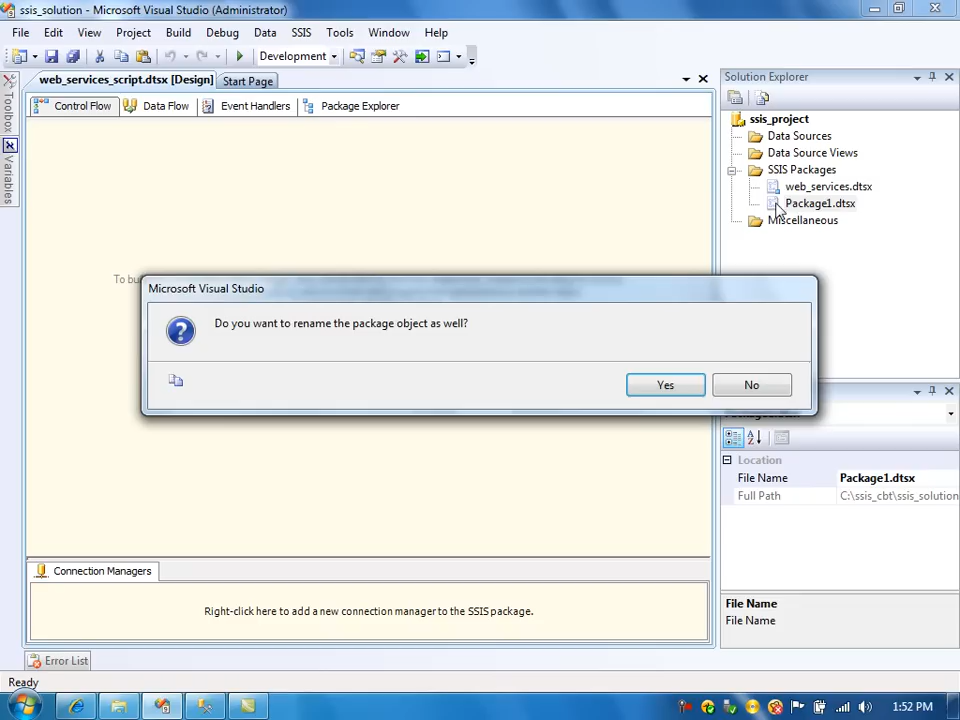 ssis_solution - Microsoft Visual Studio (Administrator)
File Edit View Project Build Debug Data SSIS Tools Window Help
Development
web_services_script.dtsx [Design] Start Page
Control Flow Data Flow Event Handlers Package Explorer
Toolbox
Variables
To bu
Solution Explorer
ssis_project
Data Sources
Data Source Views
SSIS Packages
web_services.dtsx
Package1.dtsx
Miscellaneous
Microsoft Visual Studio
Do you want to rename the package object as well?
Yes No
Location
File Name Package1.dtsx
Full Path C:\ssis_cbt\ssis_solution
File Name
File Name
Connection Managers
Right-click here to add a new connection manager to the SSIS package.
Error List
Ready
1:52 PM